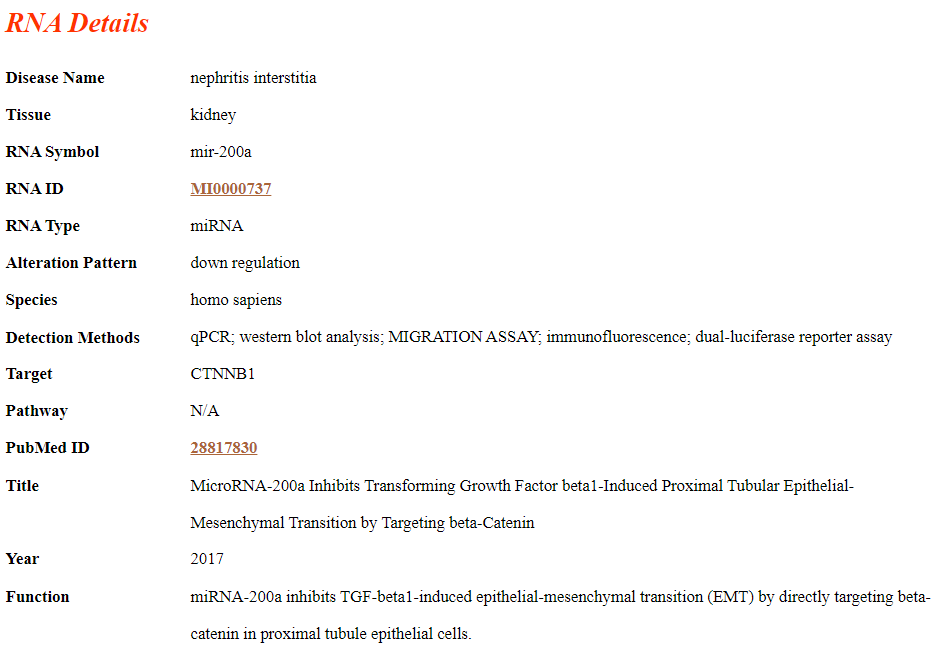 RNA Details
Disease Name nephritis interstitia
Tissue kidney
RNA Symbol mir-200a
RNA ID MI0000737
RNA Type miRNA
Alteration Pattern down regulation
Species homo sapiens
Detection Methods qPCR; western blot analysis; MIGRATION ASSAY; immunofluorescence; dual-luciferase reporter assay
Target CTNNB1
Pathway N/A
PubMed ID 28817830
Title MicroRNA-200a Inhibits Transforming Growth Factor beta1-Induced Proximal Tubular Epithelial-
Mesenchymal Transition by Targeting beta-Catenin
Year 2017
Function miRNA-200a inhibits TGF-beta1-induced epithelial-mesenchymal transition (EMT) by directly targeting beta-
catenin in proximal tubule epithelial cells.